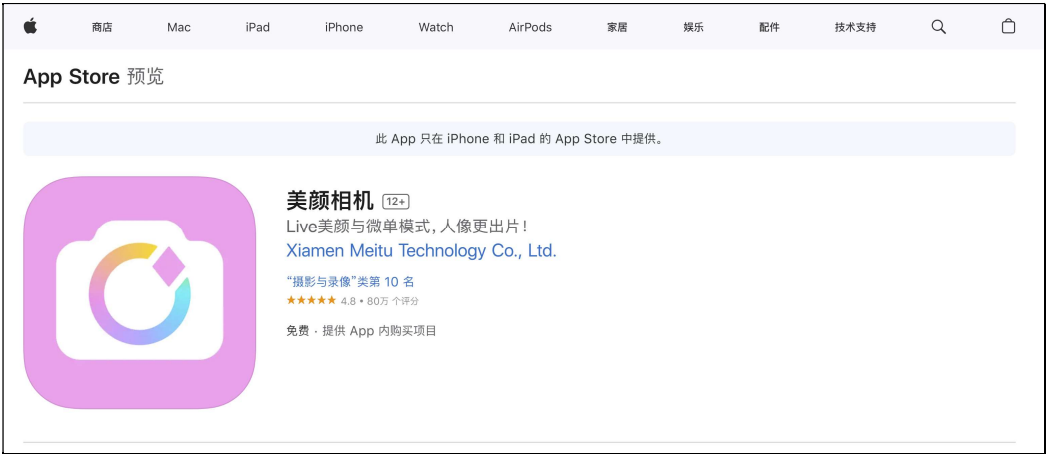 商店 Mac iPad iPhone Watch AirPods 家居 娱乐 配件 技术支持
App Store 预览
此 App 只在 iPhone 和 iPad 的 App Store 中提供。
美颜相机 12+
Live美颜与微单模式，人像更出片！
Xiamen Meitu Technology Co., Ltd.
“摄影与录像”类第 10 名
★★★★★ 4.8 • 80万 个评分
免费 · 提供 App 内购买项目